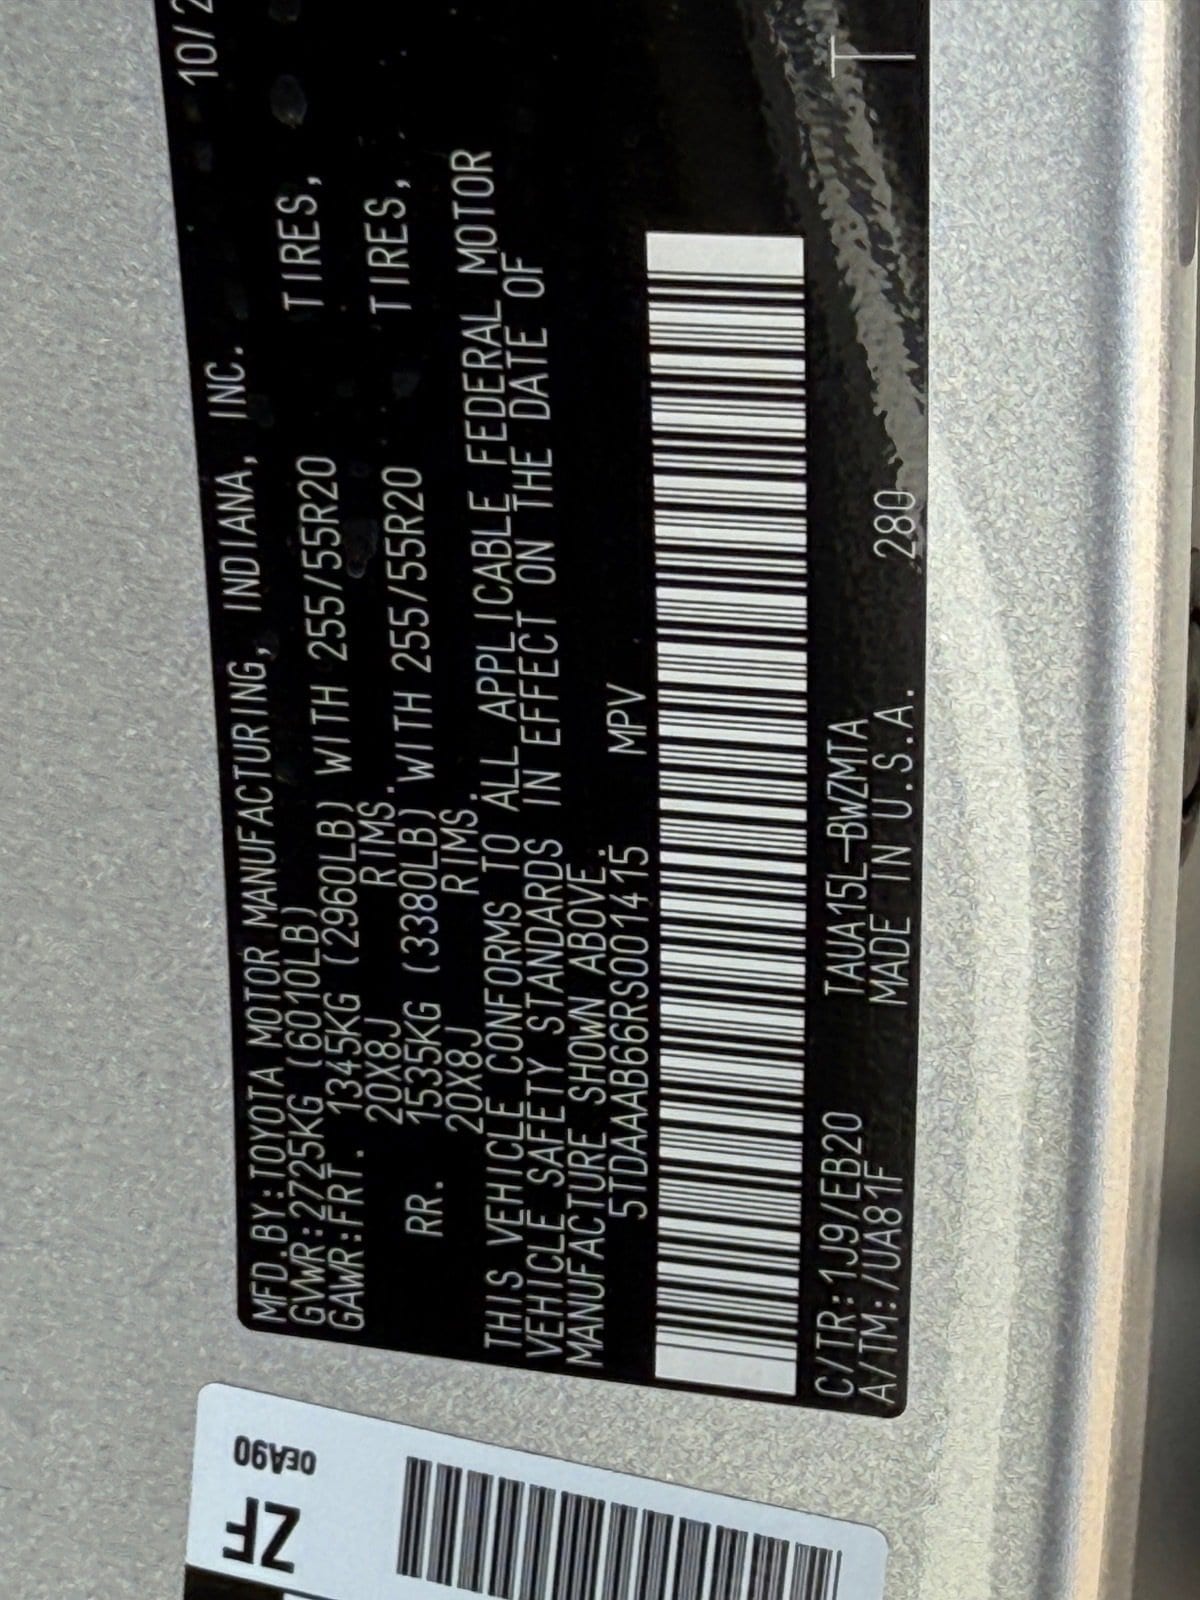 MFD.BY:TOYOTA MOTOR MANUFACTURING, INDIANA, INC. 10/2
GVWR:2725KG (6010LB)
GAWR:FRT. 1345KG (2960LB) WITH 255/55R20 TIRES,
20X8J RIMS.
RR. 1535KG (3380LB) WITH 255/55R20 TIRES,
20X8J RIMS.
THIS VEHICLE CONFORMS TO ALL APPLICABLE FEDERAL MOTOR
VEHICLE SAFETY STANDARDS IN EFFECT ON THE DATE OF
MANUFACTURE SHOWN ABOVE.
5TDAAAB66RS001415 MPV
C/TR:1J9/EB20 TAUA15L-BWZMTA T
A/TM:/UA81F MADE IN U.S.A. 280
ZF
0EA90